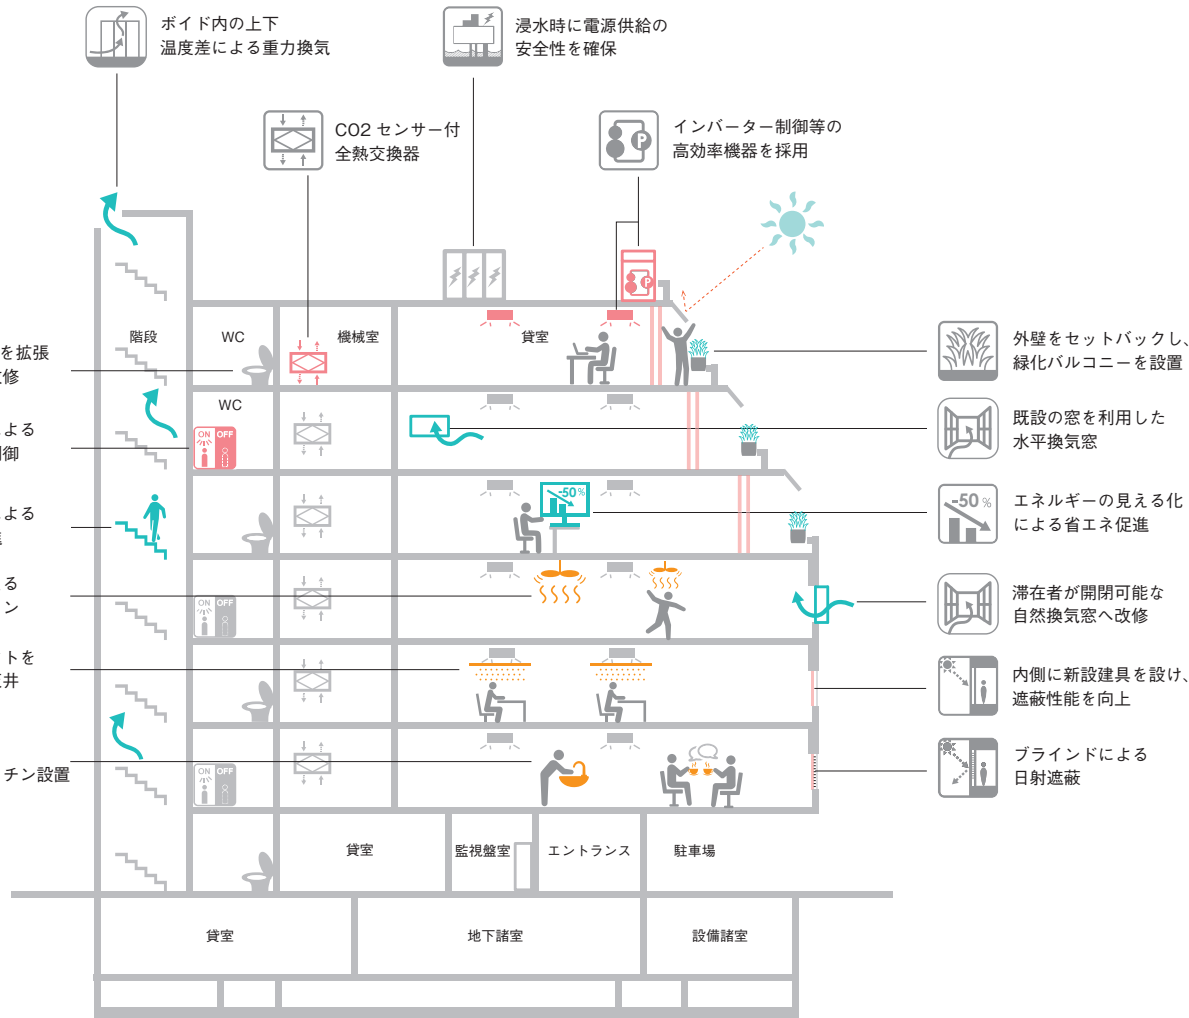 ボイド内の上下
温度差による重力換気
浸水時に電源供給の
安全性を確保
CO2 センサー付
全熱交換器
インバーター制御等の
高効率機器を採用
P
P
階段
WC
機械室
貸室
を拡張
修
外壁をセットバックし、
緑化バルコニーを設置
WC
ON OFF
よる
御
既設の窓を利用した
水平換気窓
-50%
よる
-50 %
エネルギーの見える化
による省エネ促進
る
ン
ON OFF
滞在者が開閉可能な
自然換気窓へ改修
トを
井
内側に新設建具を設け、
遮蔽性能を向上
チン設置
ON OFF
ブラインドによる
日射遮蔽
貸室
監視盤室
エントランス
駐車場
貸室
地下諸室
設備諸室